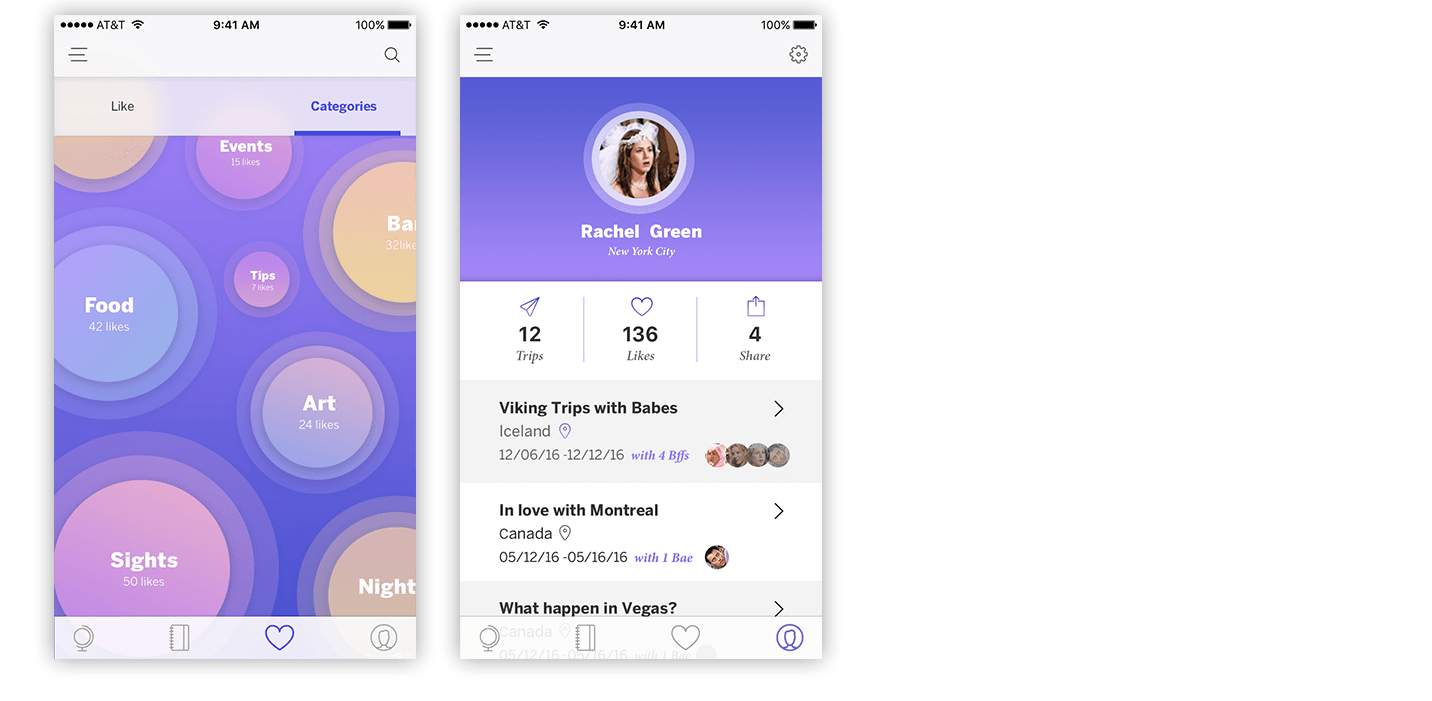 AT&T 9:41 AM 100%
Like Categories
Events
15 likes
Ba
32like
Tips
7 likes
Food
42 likes
Art
24 likes
Sights
50 likes
Night
AT&T 9:41 AM 100%
Rachel Green
New York City
12 136 4
Trips Likes Share
Viking Trips with Babes
Iceland
12/06/16 -12/12/16 with 4 Bffs
In love with Montreal
Canada
05/12/16 -05/16/16 with 1 Bae
What happen in Vegas?
Canada
05/12/16 -05/16/16 with 1 Bae